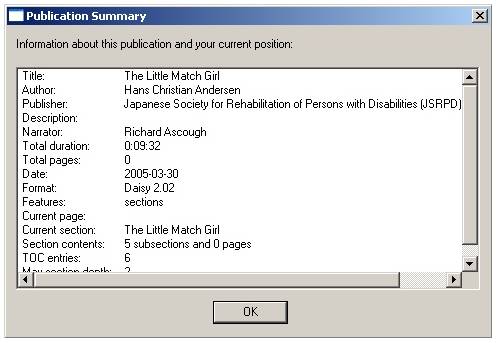 Publication Summary
Information about this publication and your current position:
Title: The Little Match Girl
Author: Hans Christian Andersen
Publisher: Japanese Society for Rehabilitation of Persons with Disabilities (JSRPD)
Description:
Narrator: Richard Ascough
Total duration: 0:09:32
Total pages: 0
Date: 2005-03-30
Format: Daisy 2.02
Features: sections
Current page:
Current section: The Little Match Girl
Section contents: 5 subsections and 0 pages
TOC entries: 6
Max section depth: 2
OK